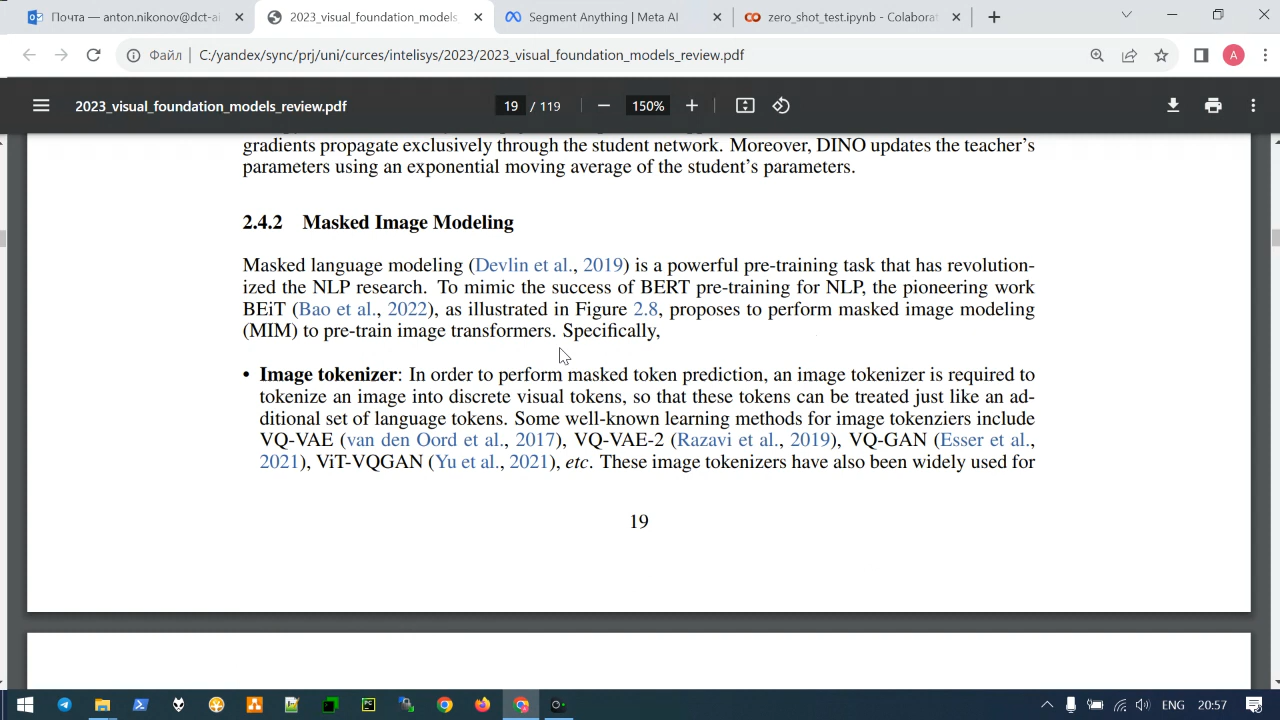 Почта — anton.nikonov@dct-ai
2023_visual_foundation_models
Segment Anything | Meta AI
zero_shot_test.ipynb - Colaborat
Файл
C:/yandex/sync/prj/uni/curces/intelisys/2023/2023_visual_foundation_models_review.pdf
A
2023_visual_foundation_models_review.pdf
19 / 119
150%
gradients propagate exclusively through the student network. Moreover, DINO updates the teacher's
parameters using an exponential moving average of the student's parameters.
2.4.2 Masked Image Modeling
Masked language modeling (Devlin et al., 2019) is a powerful pre-training task that has revolution-
ized the NLP research. To mimic the success of BERT pre-training for NLP, the pioneering work
BEiT (Bao et al., 2022), as illustrated in Figure 2.8, proposes to perform masked image modeling
(MIM) to pre-train image transformers. Specifically,
• Image tokenizer: In order to perform masked token prediction, an image tokenizer is required to
tokenize an image into discrete visual tokens, so that these tokens can be treated just like an ad-
ditional set of language tokens. Some well-known learning methods for image tokenziers include
VQ-VAE (van den Oord et al., 2017), VQ-VAE-2 (Razavi et al., 2019), VQ-GAN (Esser et al.,
2021), ViT-VQGAN (Yu et al., 2021), etc. These image tokenizers have also been widely used for
19
ENG
20:57